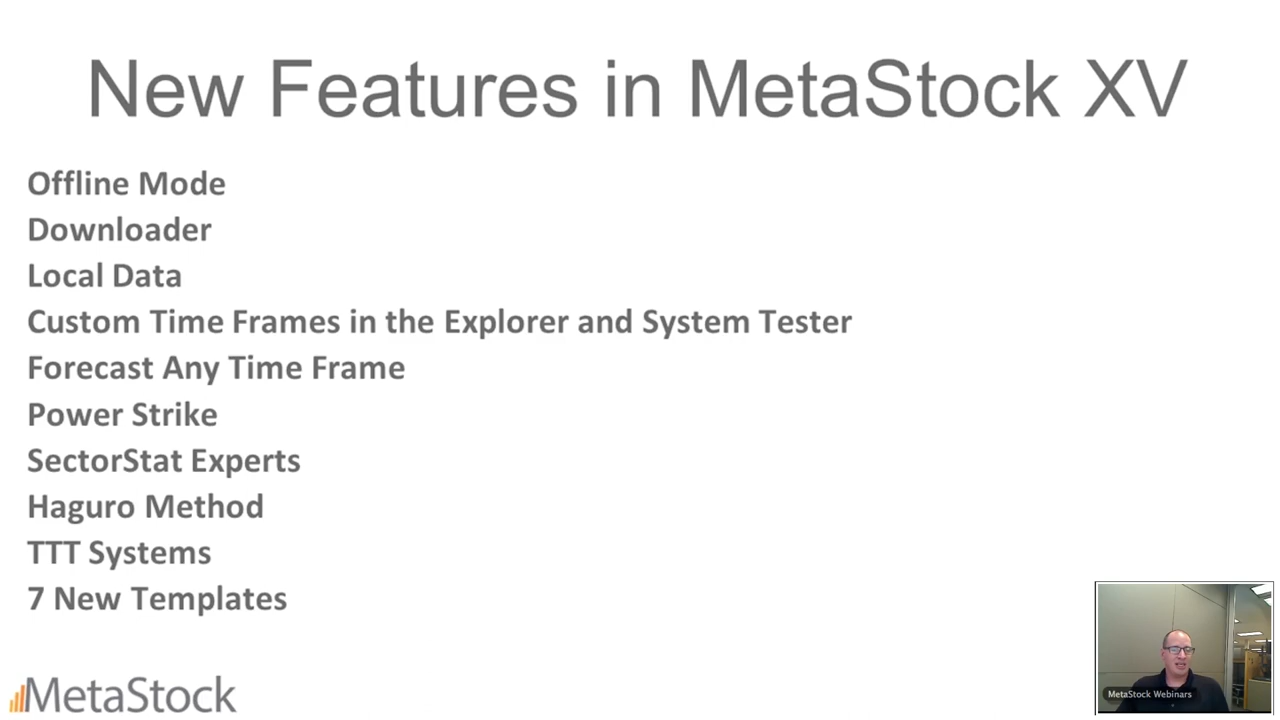 New Features in MetaStock XV
Offline Mode
Downloader
Local Data
Custom Time Frames in the Explorer and System Tester
Forecast Any Time Frame
Power Strike
SectorStat Experts
Haguro Method
TTT Systems
7 New Templates
MetaStock
MetaStock Webinars